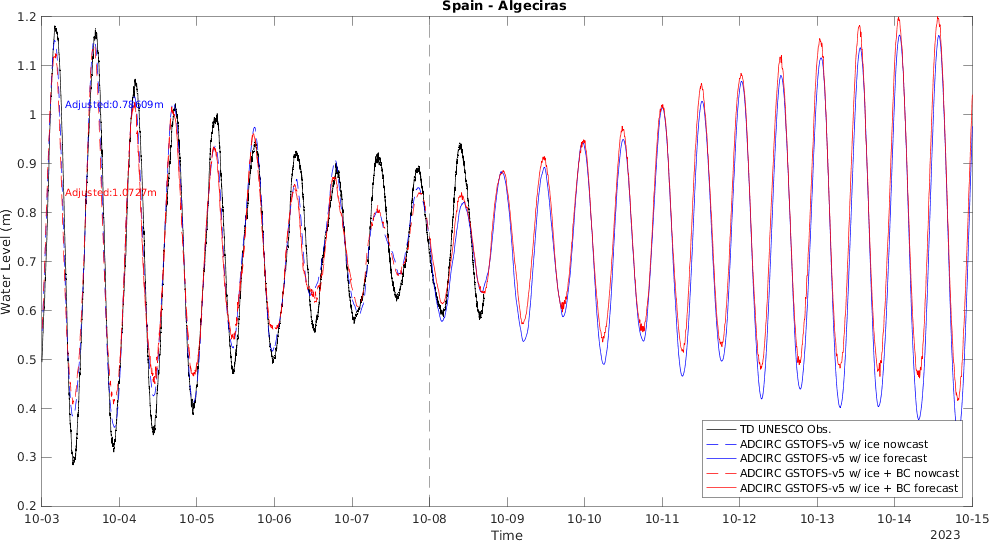 Spain - Algeciras
1.2
1.1
1
0.9
0.8
0.7
0.6
0.5
0.4
0.3
0.2
Water Level (m)
Adjusted:0.78609m
Adjusted:1.0727m
TD UNESCO Obs.
ADCIRC GSTOFS-v5 w/ ice nowcast
ADCIRC GSTOFS-v5 w/ ice forecast
ADCIRC GSTOFS-v5 w/ ice + BC nowcast
ADCIRC GSTOFS-v5 w/ ice + BC forecast
10-03 10-04 10-05 10-06 10-07 10-08 10-09 10-10 10-11 10-12 10-13 10-14 10-15
Time
2023